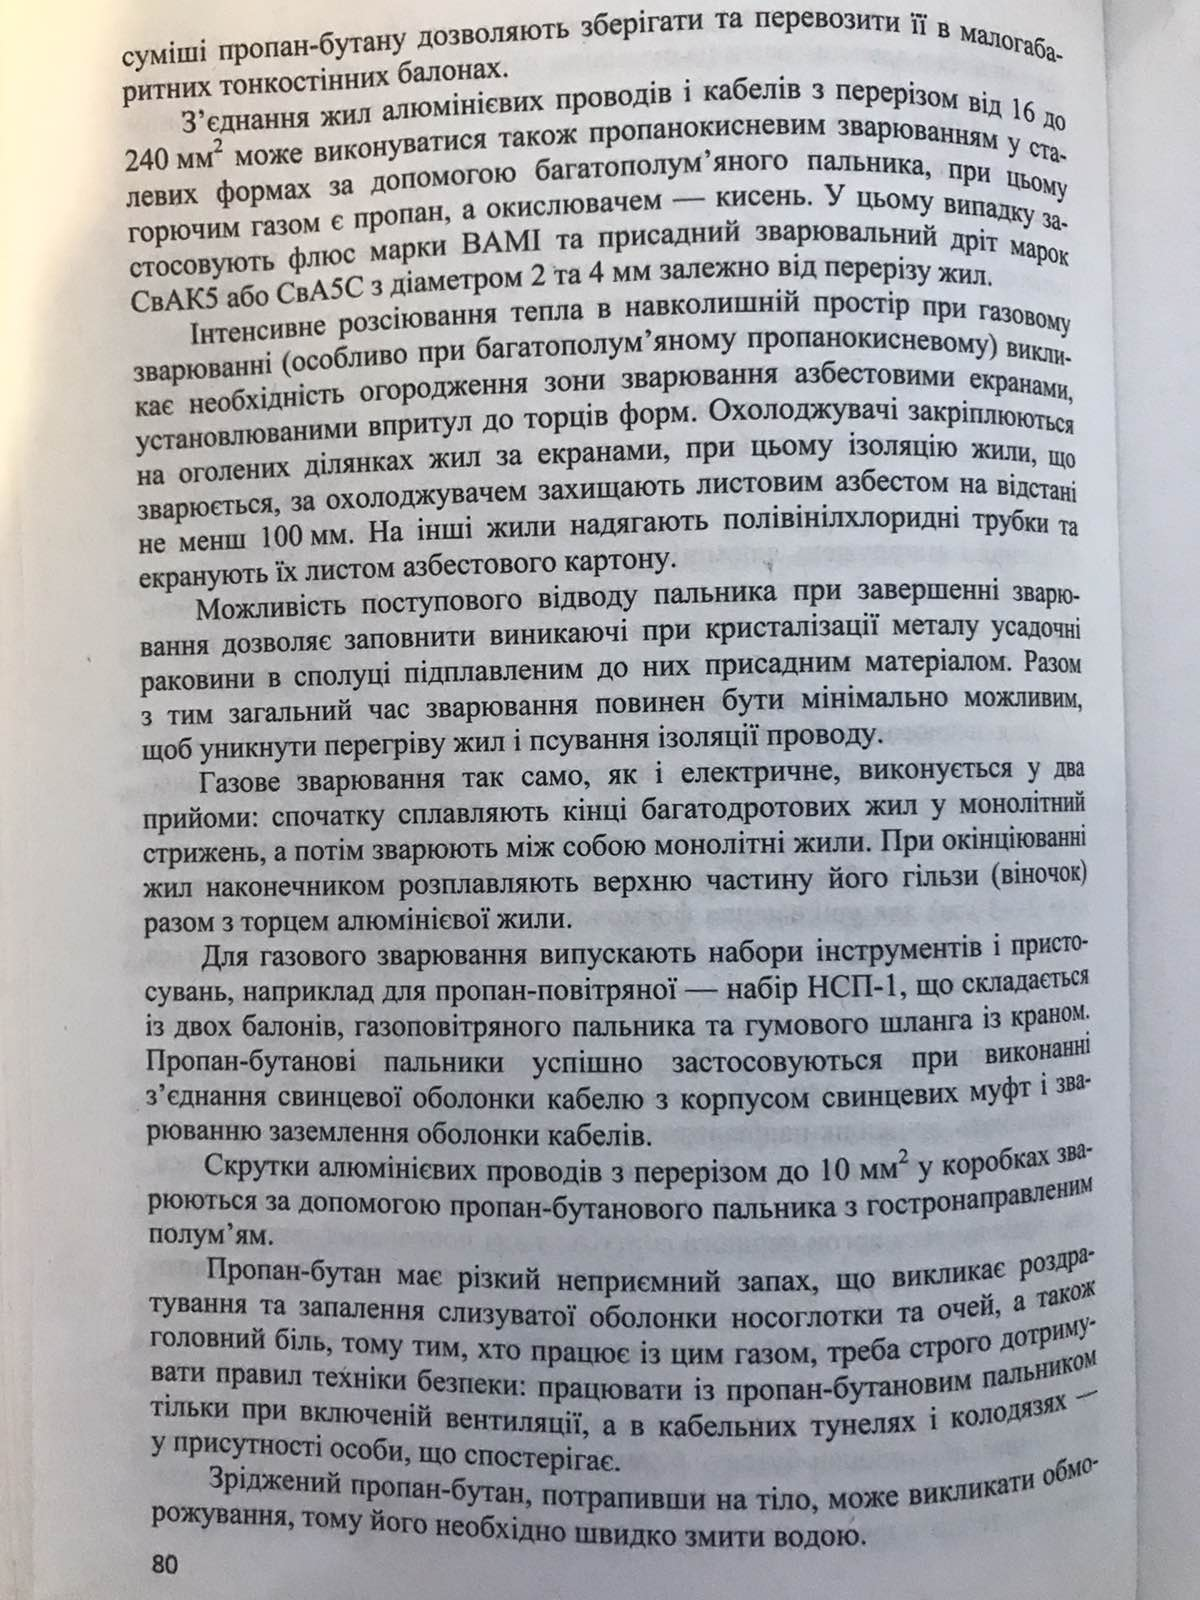 суміші пропан-бутану дозволяють зберігати та перевозити її в малогаба-
ритних тонкостінних балонах.
З’єднання жил алюмінієвих проводів і кабелів з перерізом від 16 до
240 мм² може виконуватися також пропанокисневим зварюванням у ста-
левих формах за допомогою багатополум’яного пальника, при цьому
горючим газом є пропан, а окислювачем — кисень. У цьому випадку за-
стосовують флюс марки ВАМІ та присадний зварювальний дріт марок
СвАК5 або СвА5С з діаметром 2 та 4 мм залежно від перерізу жил.
Інтенсивне розсіювання тепла в навколишній простір при газовому
зварюванні (особливо при багатополум’яному пропанокисневому) викли-
кає необхідність огородження зони зварювання азбестовими екранами,
установлюваними впритул до торців форм. Охолоджувачі закріплюються
на оголених ділянках жил за екранами, при цьому ізоляцію жили, що
зварюється, за охолоджувачем захищають листовим азбестом на відстані
не менш 100 мм. На інші жили надягають полівінілхлоридні трубки та
екранують їх листом азбестового картону.
Можливість поступового відводу пальника при завершенні зварю-
вання дозволяє заповнити виникаючі при кристалізації металу усадочні
раковини в сполуці підплавленим до них присадним матеріалом. Разом
з тим загальний час зварювання повинен бути мінімально можливим,
щоб уникнути перегріву жил і псування ізоляції проводу.
Газове зварювання так само, як і електричне, виконується у два
прийоми: спочатку сплавляють кінці багатодротових жил у монолітний
стрижень, а потім зварюють між собою монолітні жили. При окінціюванні
жил наконечником розплавляють верхню частину його гільзи (віночок)
разом з торцем алюмінієвої жили.
Для газового зварювання випускають набори інструментів і присто-
сувань, наприклад для пропан-повітряної — набір НСП-1, що складається
із двох балонів, газоповітряного пальника та гумового шланга із краном.
Пропан-бутанові пальники успішно застосовуються при виконанні
з’єднання свинцевої оболонки кабелю з корпусом свинцевих муфт і зва-
рюванню заземлення оболонки кабелів.
Скрутки алюмінієвих проводів з перерізом до 10 мм² у коробках зва-
рюються за допомогою пропан-бутанового пальника з гостронаправленим
полум’ям.
Пропан-бутан має різкий неприємний запах, що викликає роздра-
тування та запалення слизуватої оболонки носоглотки та очей, а також
головний біль, тому тим, хто працює із цим газом, треба строго дотриму-
вати правил техніки безпеки: працювати із пропан-бутановим пальником
тільки при включеній вентиляції, а в кабельних тунелях і колодязях —
у присутності особи, що спостерігає.
Зріджений пропан-бутан, потрапивши на тіло, може викликати обмо-
рожування, тому його необхідно швидко змити водою.
80